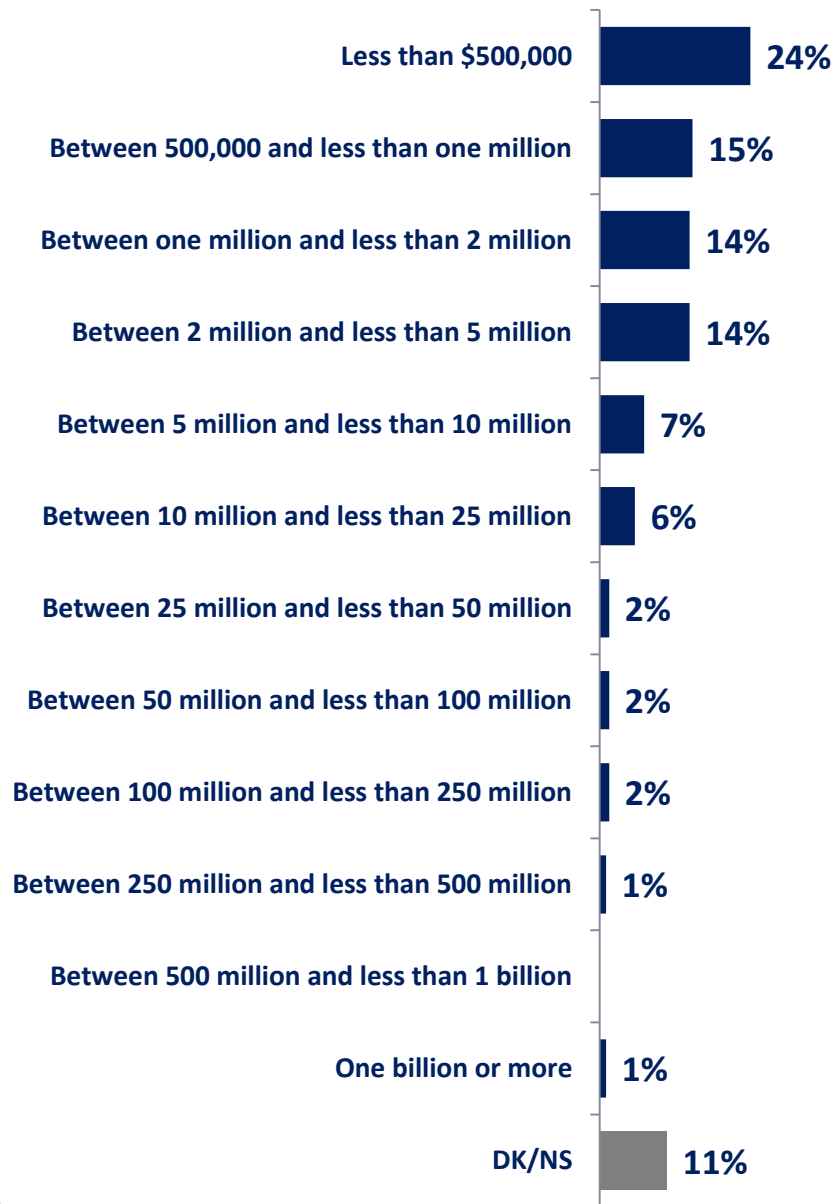 Less than $500,000 24%
Between 500,000 and less than one million 15%
Between one million and less than 2 million 14%
Between 2 million and less than 5 million 14%
Between 5 million and less than 10 million 7%
Between 10 million and less than 25 million 6%
Between 25 million and less than 50 million 2%
Between 50 million and less than 100 million 2%
Between 100 million and less than 250 million 2%
Between 250 million and less than 500 million 1%
Between 500 million and less than 1 billion
One billion or more 1%
DK/NS 11%